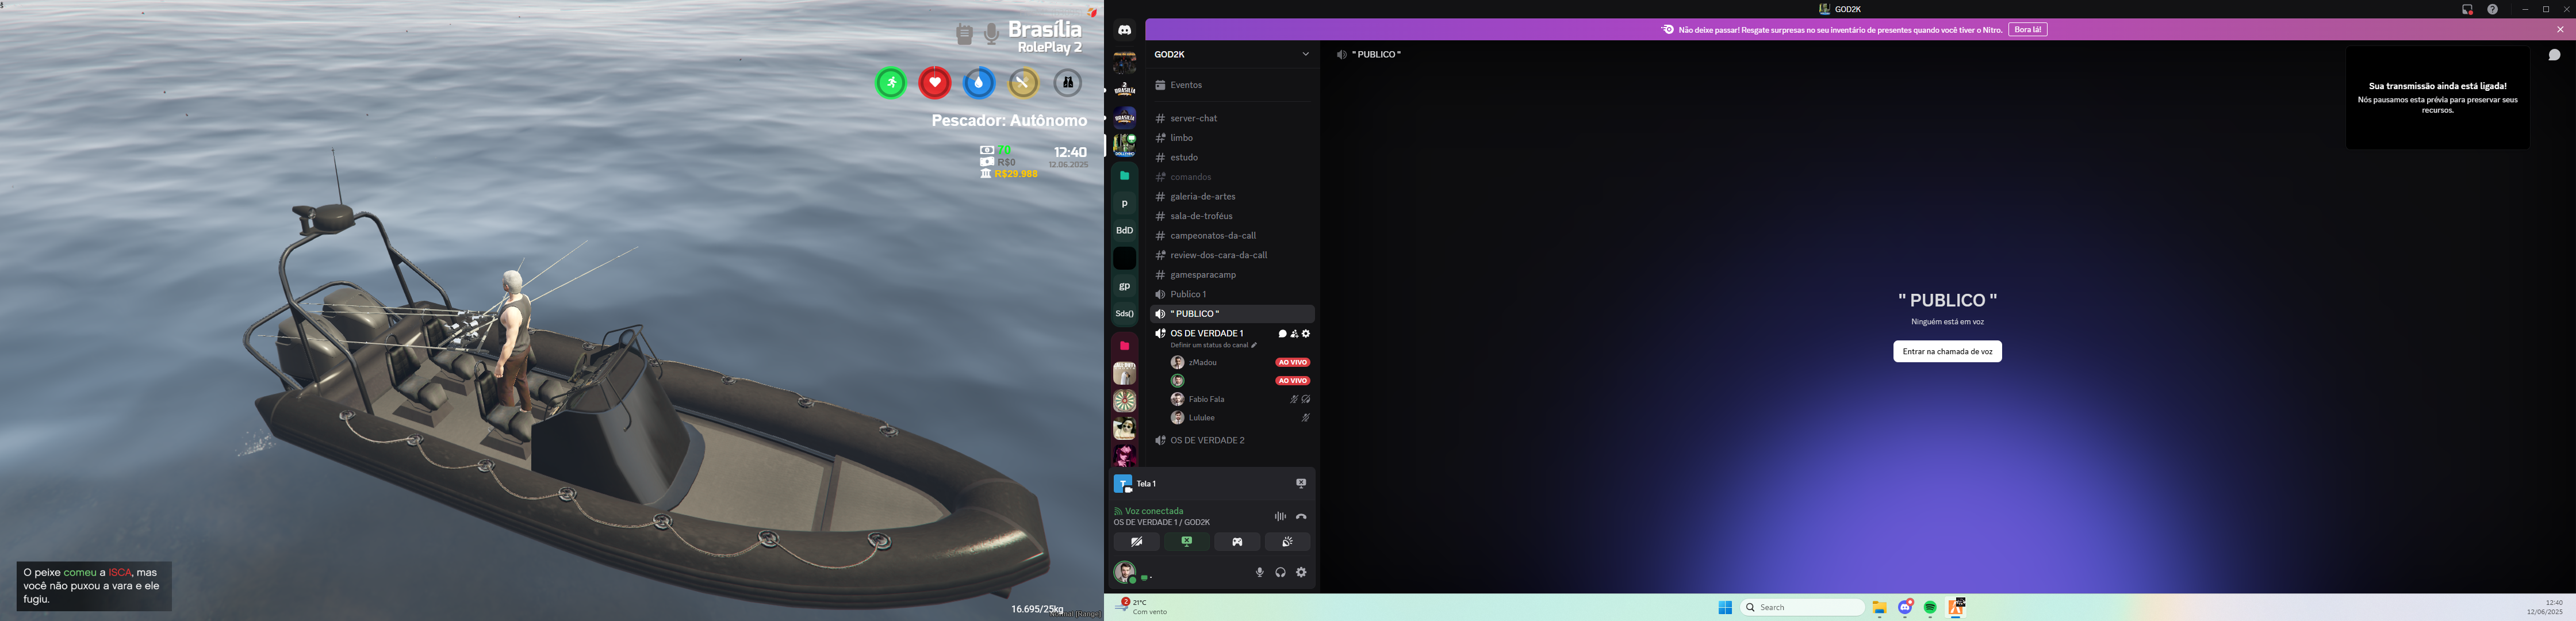 Brasília
RolePlay 2
Pescador: Autônomo
R$0
R$29.988
12:40
12.06.2025
O peixe comeu a ISCA, mas
você não puxou a vara e ele
fugiu.
16.695/25kg
GOD2K
Não deixe passar! Resgate surpresas no seu inventário de presentes quando você tiver o Nitro.
Bora lá!
GOD2K
Eventos
server-chat
limbo
estudo
comandos
galeria-de-artes
sala-de-troféus
campeonatos-da-call
review-dos-cara-da-call
gamesparacamp
Publico 1
" PUBLICO "
OS DE VERDADE 1
Definir um status do canal
zMadou
AO VIVO
AO VIVO
Fabio Fala
Lululee
OS DE VERDADE 2
p
BdD
gp
Sds()
T
Tela 1
Voz conectada
OS DE VERDADE 1 / GOD2K
" PUBLICO "
Sua transmissão ainda está ligada!
Nós pausamos esta prévia para preservar seus
recursos.
" PUBLICO "
Ninguém está em voz
Entrar na chamada de voz
2
21°C
Com vento
Search
12:40
12/06/2025